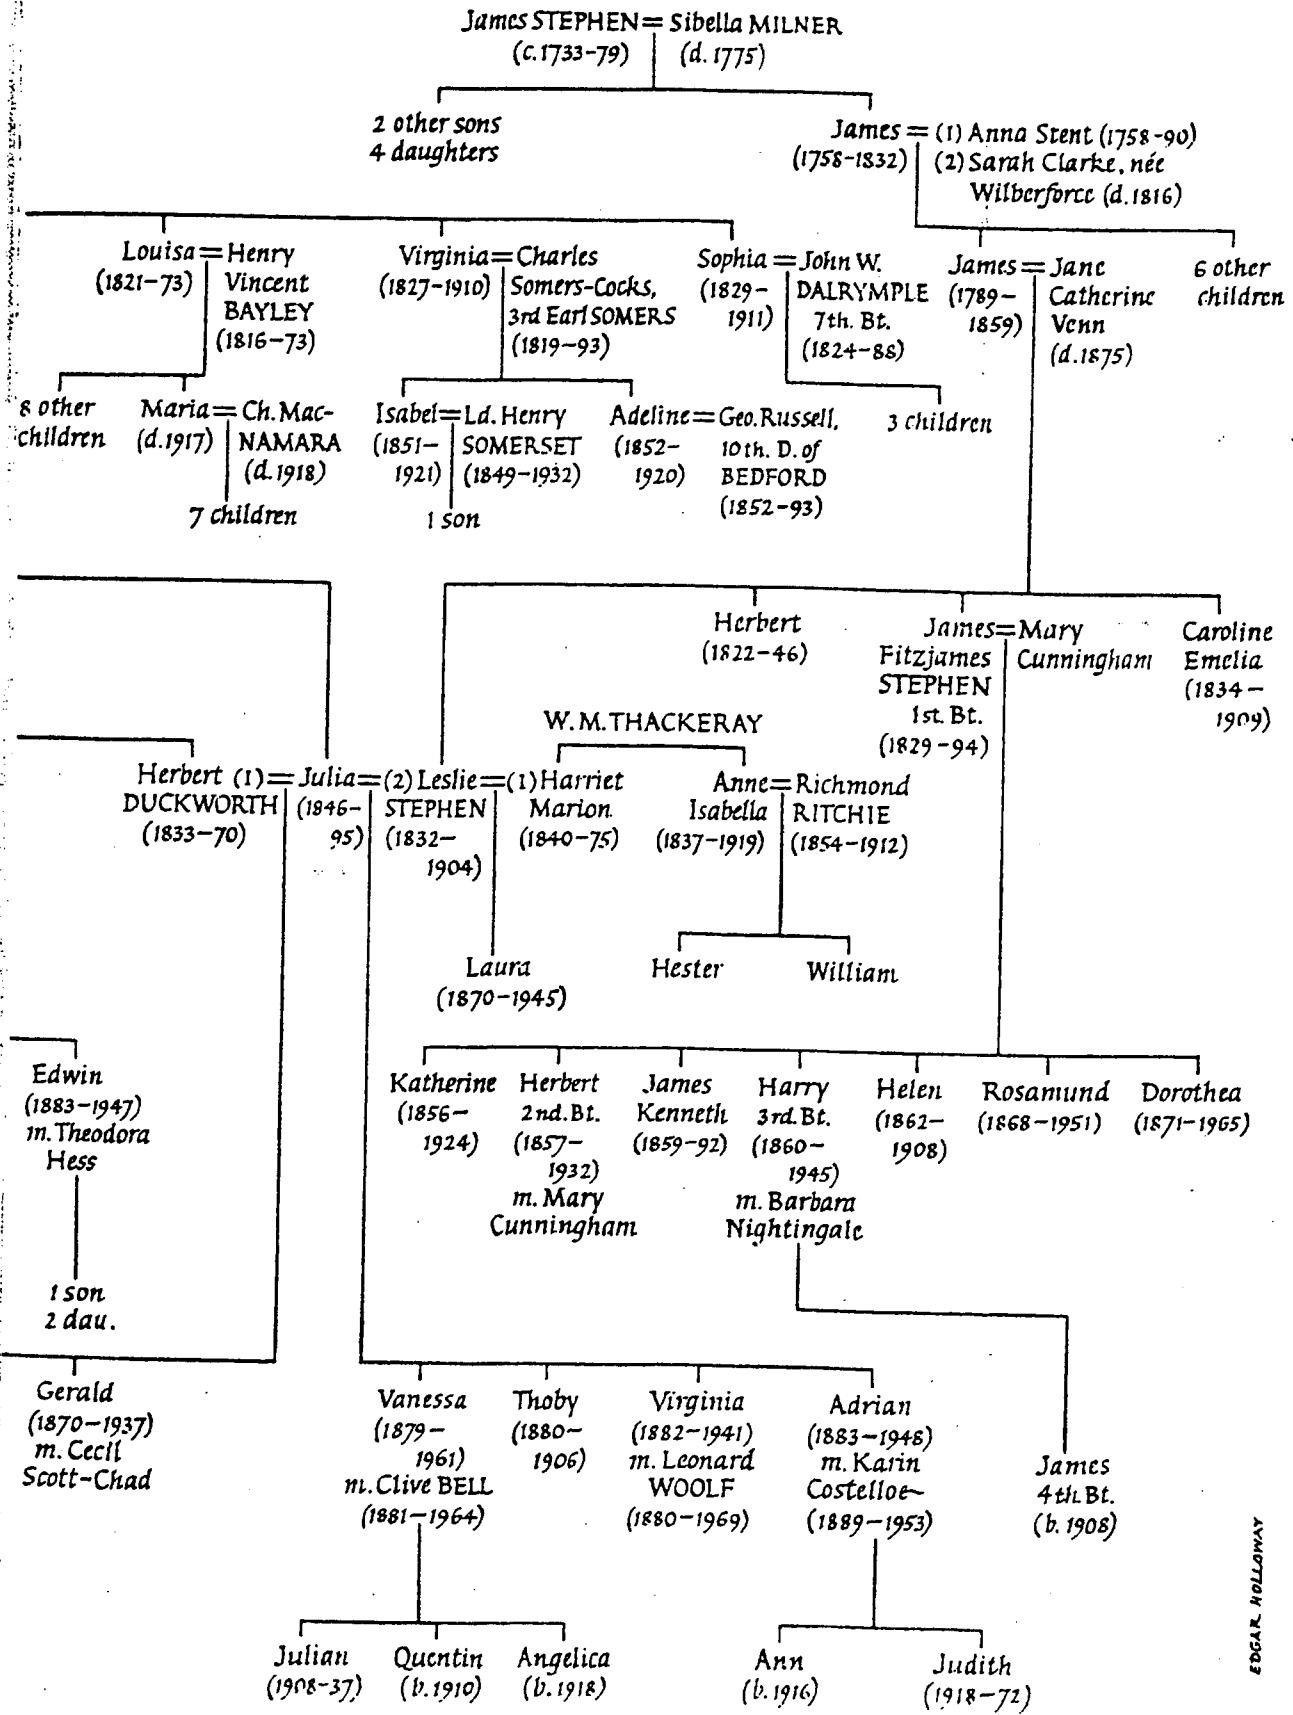 James STEPHEN = Sibella MILNER
(c.1733-79) (d. 1775)
2 other sons
4 daughters
James = (1) Anna Stent (1758-90)
(1758-1832) (2) Sarah Clarke, née
Wilberforce (d.1816)
Louisa = Henry
(1821-73) Vincent
BAYLEY
(1816-73)
Virginia = Charles
(1827-1910) Somers-Cocks,
3rd Earl SOMERS
(1819-93)
Sophia = John W.
(1829- DALRYMPLE
1911) 7th. Bt.
(1824-88)
James = Jane
(1789- Catherine
1859) Venn
(d.1875)
6 other
children
8 other
children
Maria = Ch. Mac-
(d.1917) NAMARA
(d.1918)
7 children
Isabel = Ld. Henry
(1851- SOMERSET
1921) (1849-1932)
1 son
Adeline = Geo. Russell,
(1852- 10th. D. of
1920) BEDFORD
(1852-93)
3 children
Herbert
(1822-46)
James = Mary
Fitzjames Cunningham
STEPHEN
1st. Bt.
(1829-94)
Caroline
Emelia
(1834-
1909)
W. M. THACKERAY
Herbert (1) = Julia = (2) Leslie = (1) Harriet
DUCKWORTH (1846- STEPHEN Marion.
(1833-70) 95) (1832- (1840-75)
1904)
Anne = Richmond
Isabella RITCHIE
(1837-1919) (1854-1912)
Laura
(1870-1945)
Hester
William
Edwin
(1883-1947)
m. Theodora
Hess
1 son
2 dau.
Katherine
(1856-
1924)
Herbert
2nd. Bt.
(1857-
1932)
m. Mary
Cunningham
James
Kenneth
(1859-92)
Harry
3rd. Bt.
(1860-
1945)
m. Barbara
Nightingale
Helen
(1862-
1908)
Rosamund
(1868-1951)
Dorothea
(1871-1965)
Gerald
(1870-1937)
m. Cecil
Scott-Chad
Vanessa
(1879-
1961)
m. Clive BELL
(1881-1964)
Thoby
(1880-
1906)
Virginia
(1882-1941)
m. Leonard
WOOLF
(1880-1969)
Adrian
(1883-1948)
m. Karin
Costelloe
(1889-1953)
James
4th. Bt.
(b. 1908)
Julian
(1908-37)
Quentin
(b. 1910)
Angelica
(b. 1918)
Ann
(b. 1916)
Judith
(1918-72)
EDGAR HOLLOWAY